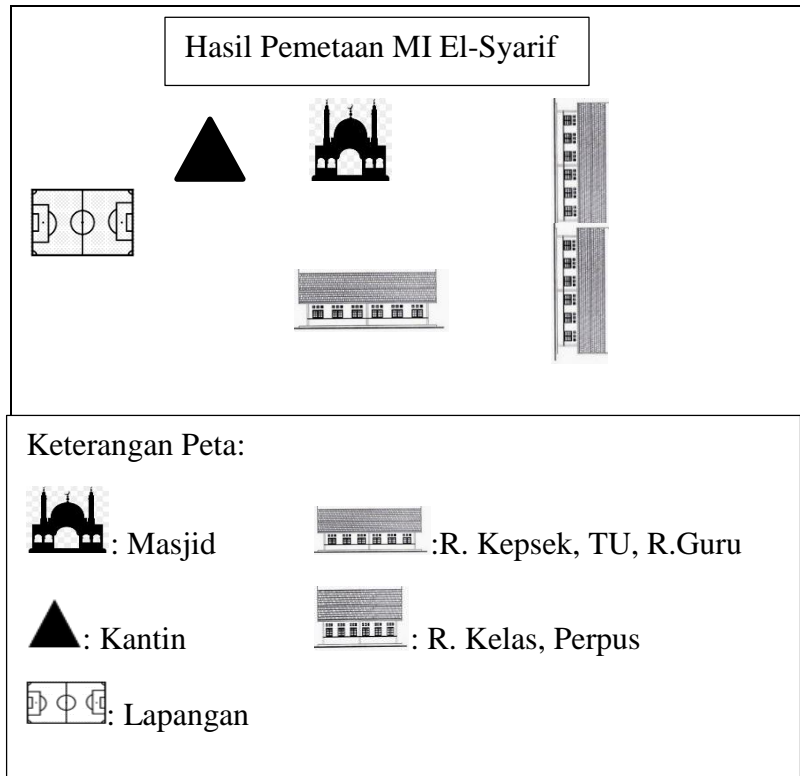 Hasil Pemetaan MI El-Syarif
Keterangan Peta:
: Masjid
:R. Kepsek, TU, R.Guru
: Kantin
: R. Kelas, Perpus
: Lapangan